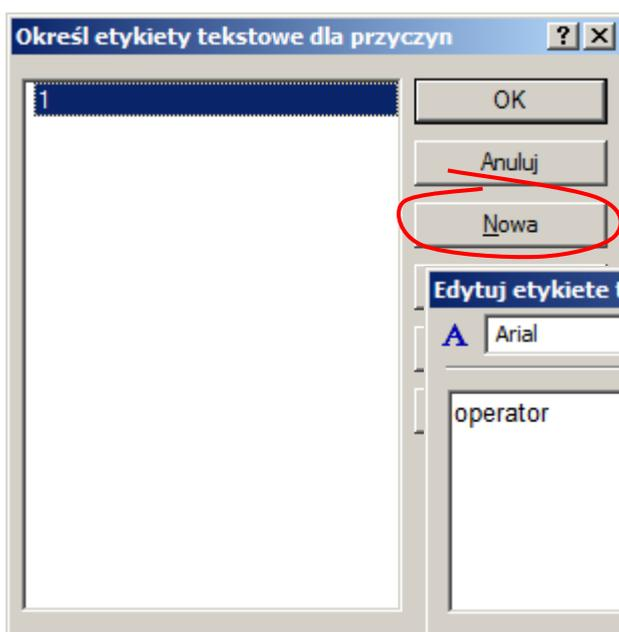 Określ etykiety tekstowe dla przyczyn
1
OK
Anuluj
Nowa
Edytuj etykiete
A Arial
operator